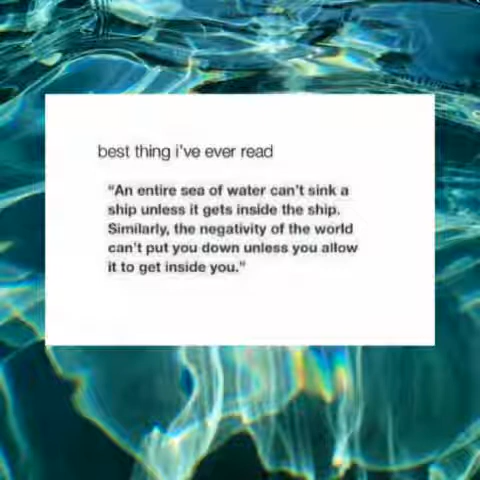 best thing i've ever read
"An entire sea of water can't sink a
ship unless it gets inside the ship.
Similarly, the negativity of the world
can't put you down unless you allow
it to get inside you."